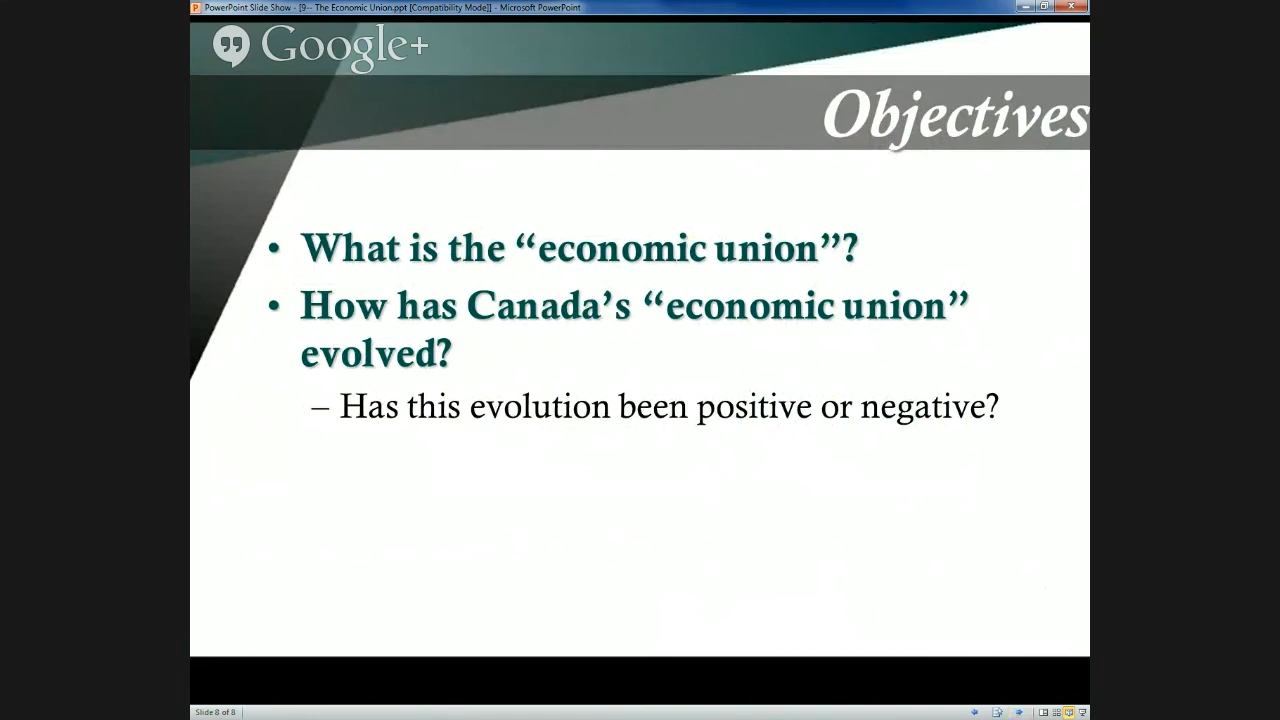 PowerPoint Slide Show - [9-- The Economic Union.ppt [Compatibility Mode]] - Microsoft PowerPoint
Google+
Objectives
• What is the “economic union”?
• How has Canada’s “economic union”
evolved?
– Has this evolution been positive or negative?
Slide 8 of 8